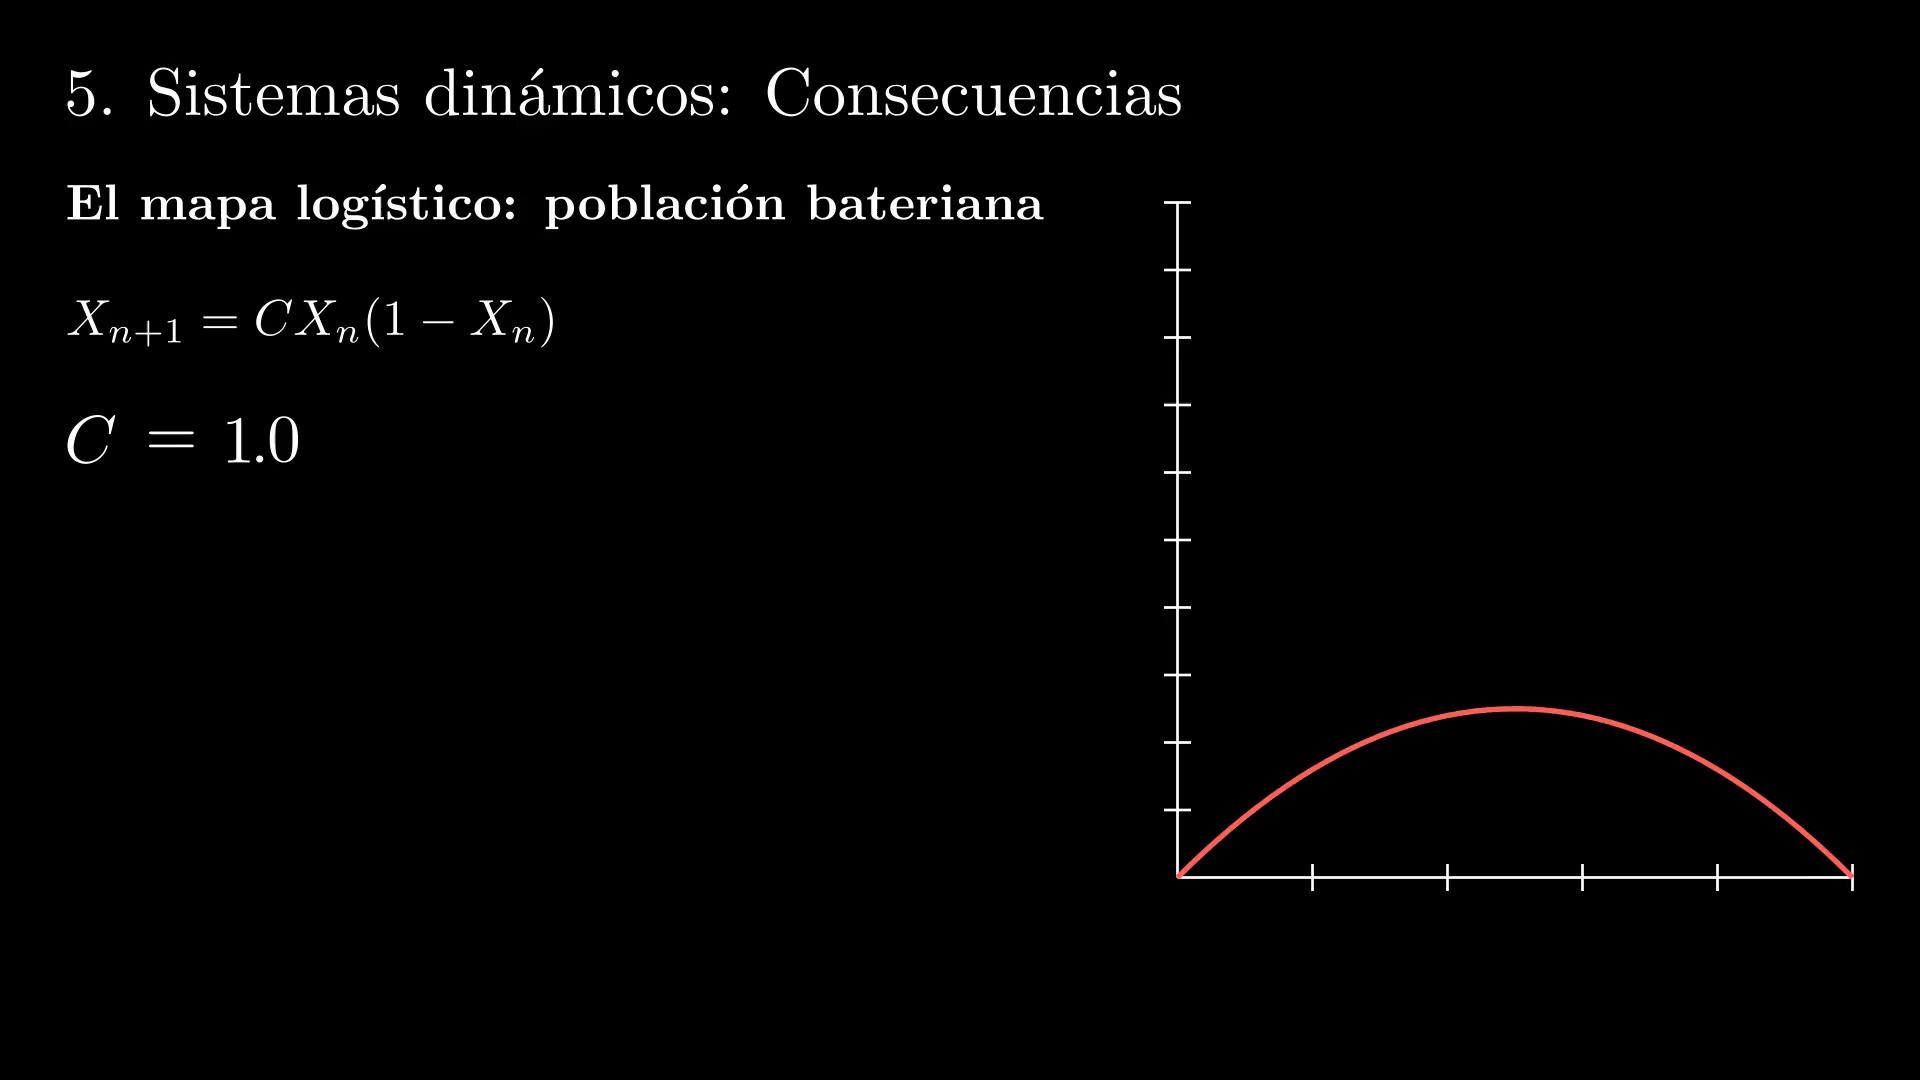 5. Sistemas dinámicos: Consecuencias
El mapa logístico: población bateriana
$X_{n+1} = CX_n(1 - X_n)$
$C = 1.0$